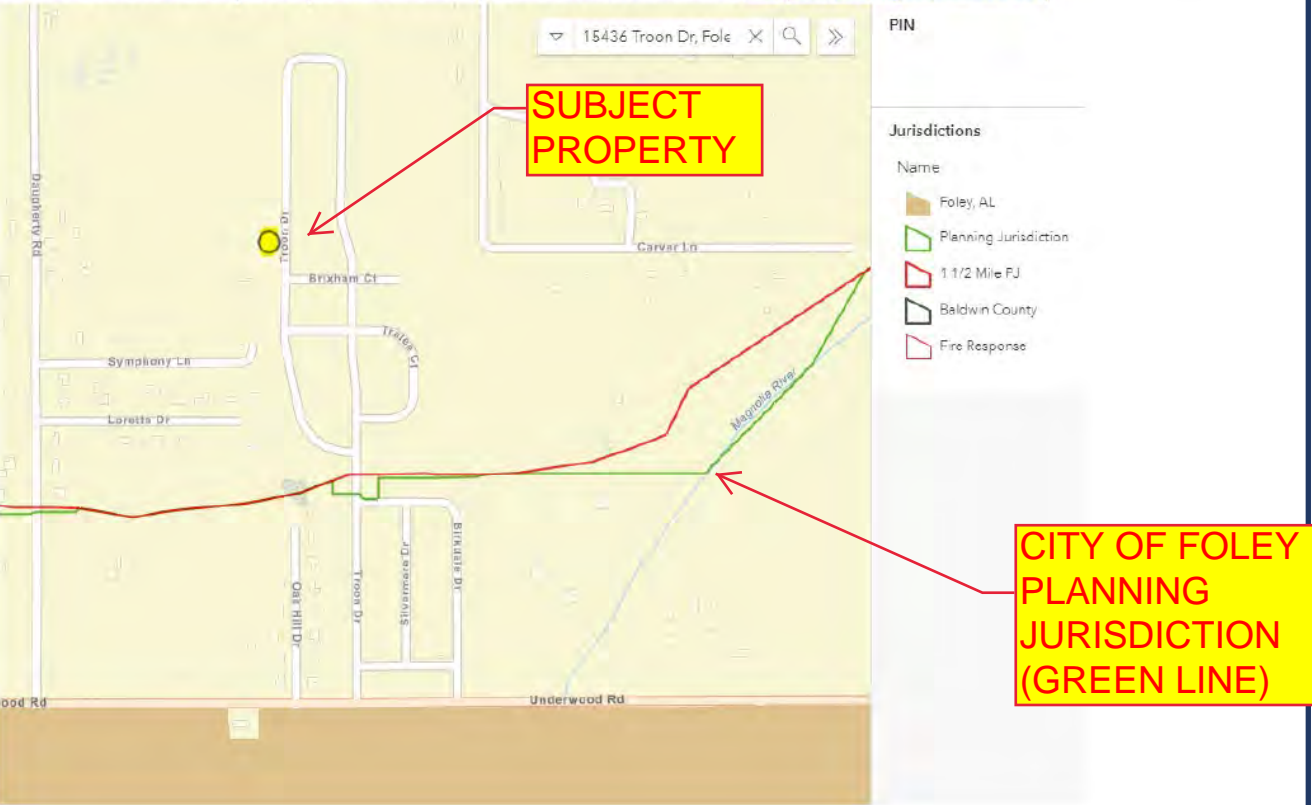 15436 Troon Dr, Fole
PIN
SUBJECT
PROPERTY
Jurisdictions
Name
Foley, AL
Planning Jurisdiction
1 1/2 Mile PJ
Baldwin County
Fire Response
Daugherty Rd
Troon Dr
Carver Ln
Brixham Ct
Tralee Ct
Symphony Ln
Loretta Dr
Magnolia River
CITY OF FOLEY
PLANNING
JURISDICTION
(GREEN LINE)
Oak Hill Dr
Troon Dr
Silvermere Dr
Birkdale Dr
ood Rd
Underwood Rd